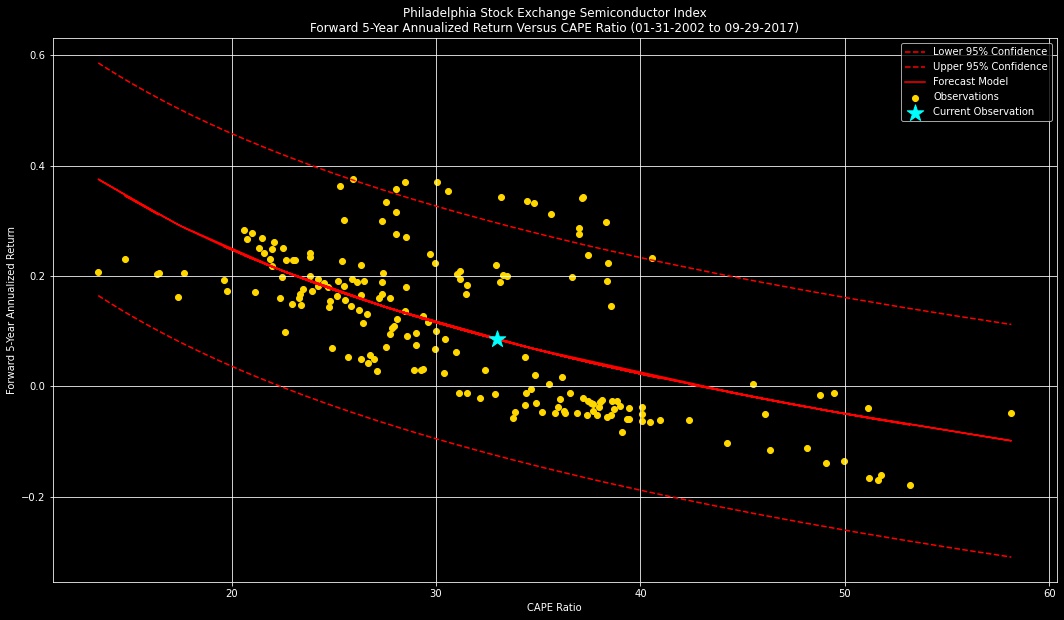 Philadelphia Stock Exchange Semiconductor Index
Forward 5-Year Annualized Return Versus CAPE Ratio (01-31-2002 to 09-29-2017)
Lower 95% Confidence
Upper 95% Confidence
Forecast Model
Observations
Current Observation
Forward 5-Year Annualized Return
0.6
0.4
0.2
0.0
−0.2
20
30
40
50
60
CAPE Ratio